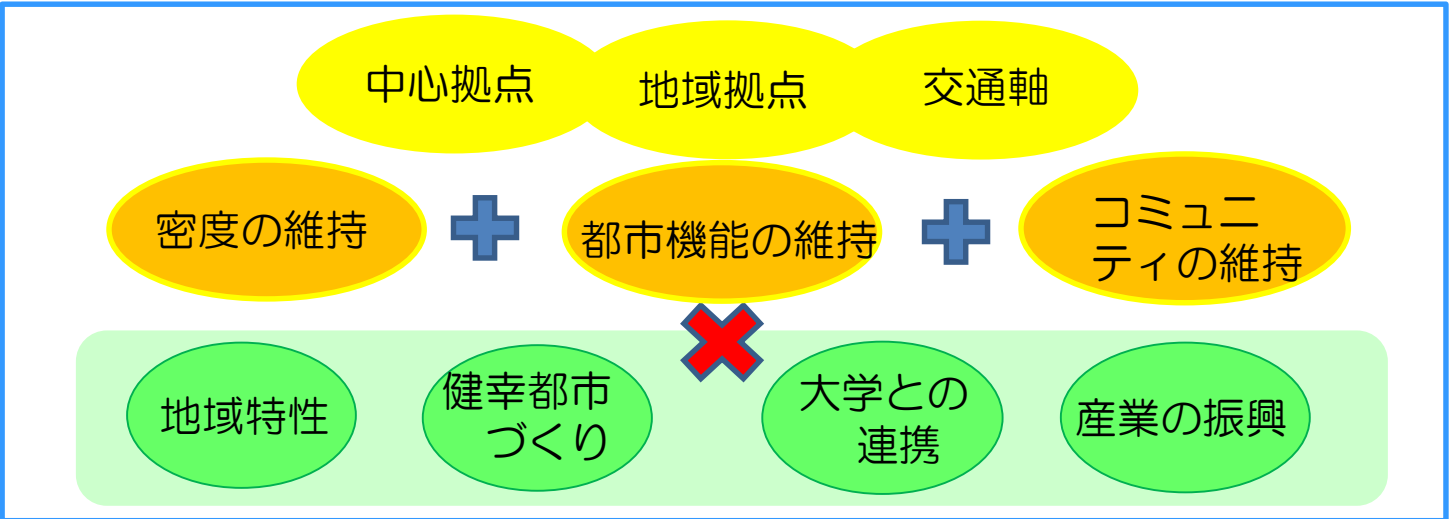 中心拠点
地域拠点
交通軸
密度の維持
都市機能の維持
コミュニ
ティの維持
地域特性
健幸都市
づくり
大学との
連携
産業の振興